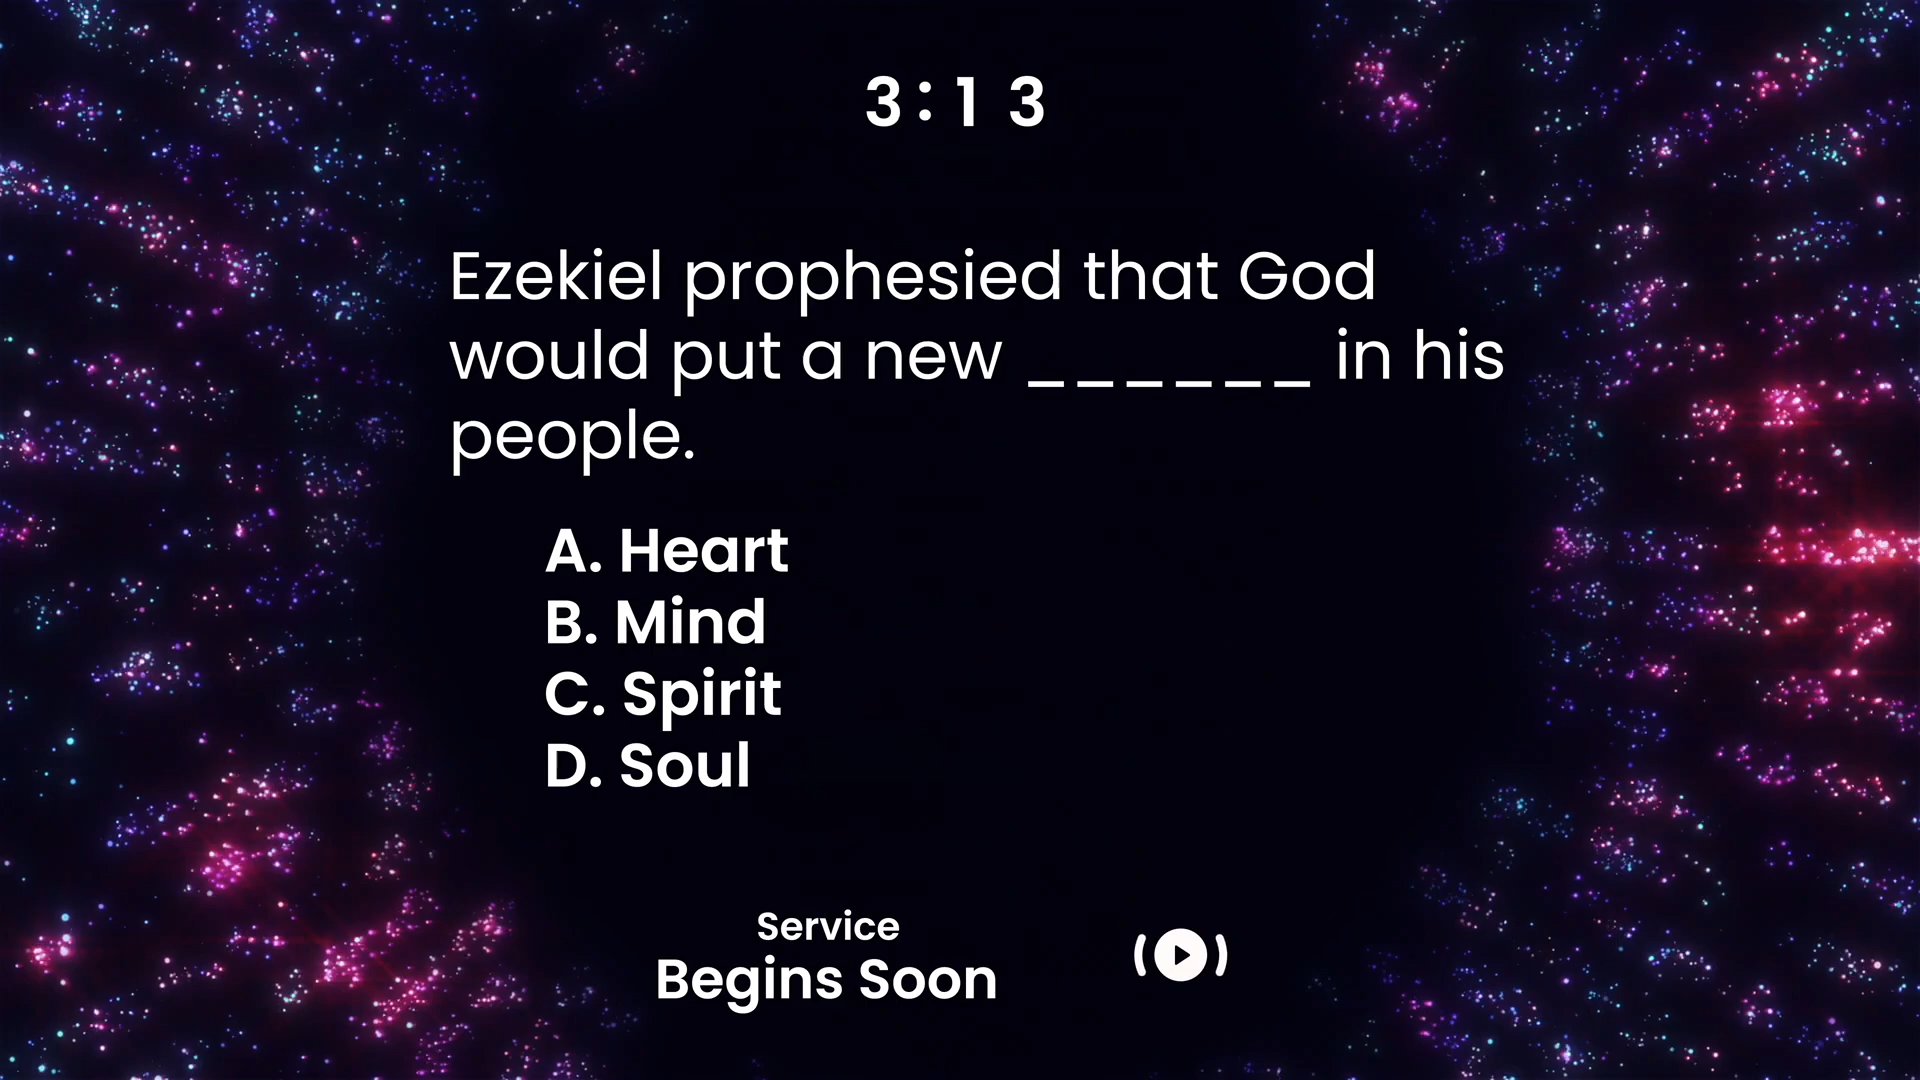 3:13
Ezekiel prophesied that God
would put a new ______ in his
people.
A. Heart
B. Mind
C. Spirit
D. Soul
Service
Begins Soon